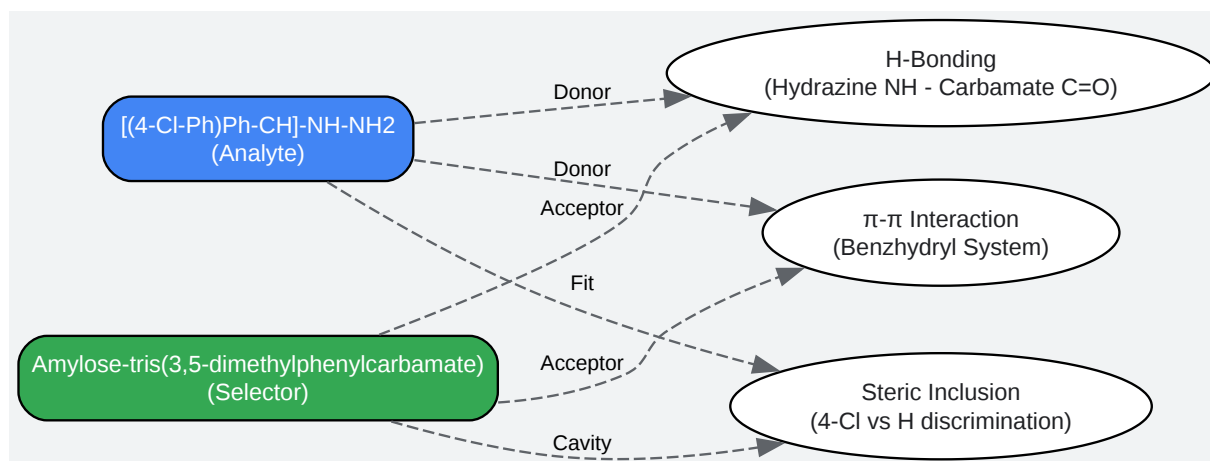 H-Bonding
(Hydrazine NH - Carbamate C=O)
Donor
[(4-Cl-Ph)Ph-CH]-NH-NH2
(Analyte)
Donor
Acceptor
π-π Interaction
(Benzhydryl System)
Fit
Amylose-tris(3,5-dimethylphenylcarbamate)
(Selector)
Acceptor
Steric Inclusion
(4-Cl vs H discrimination)
Cavity